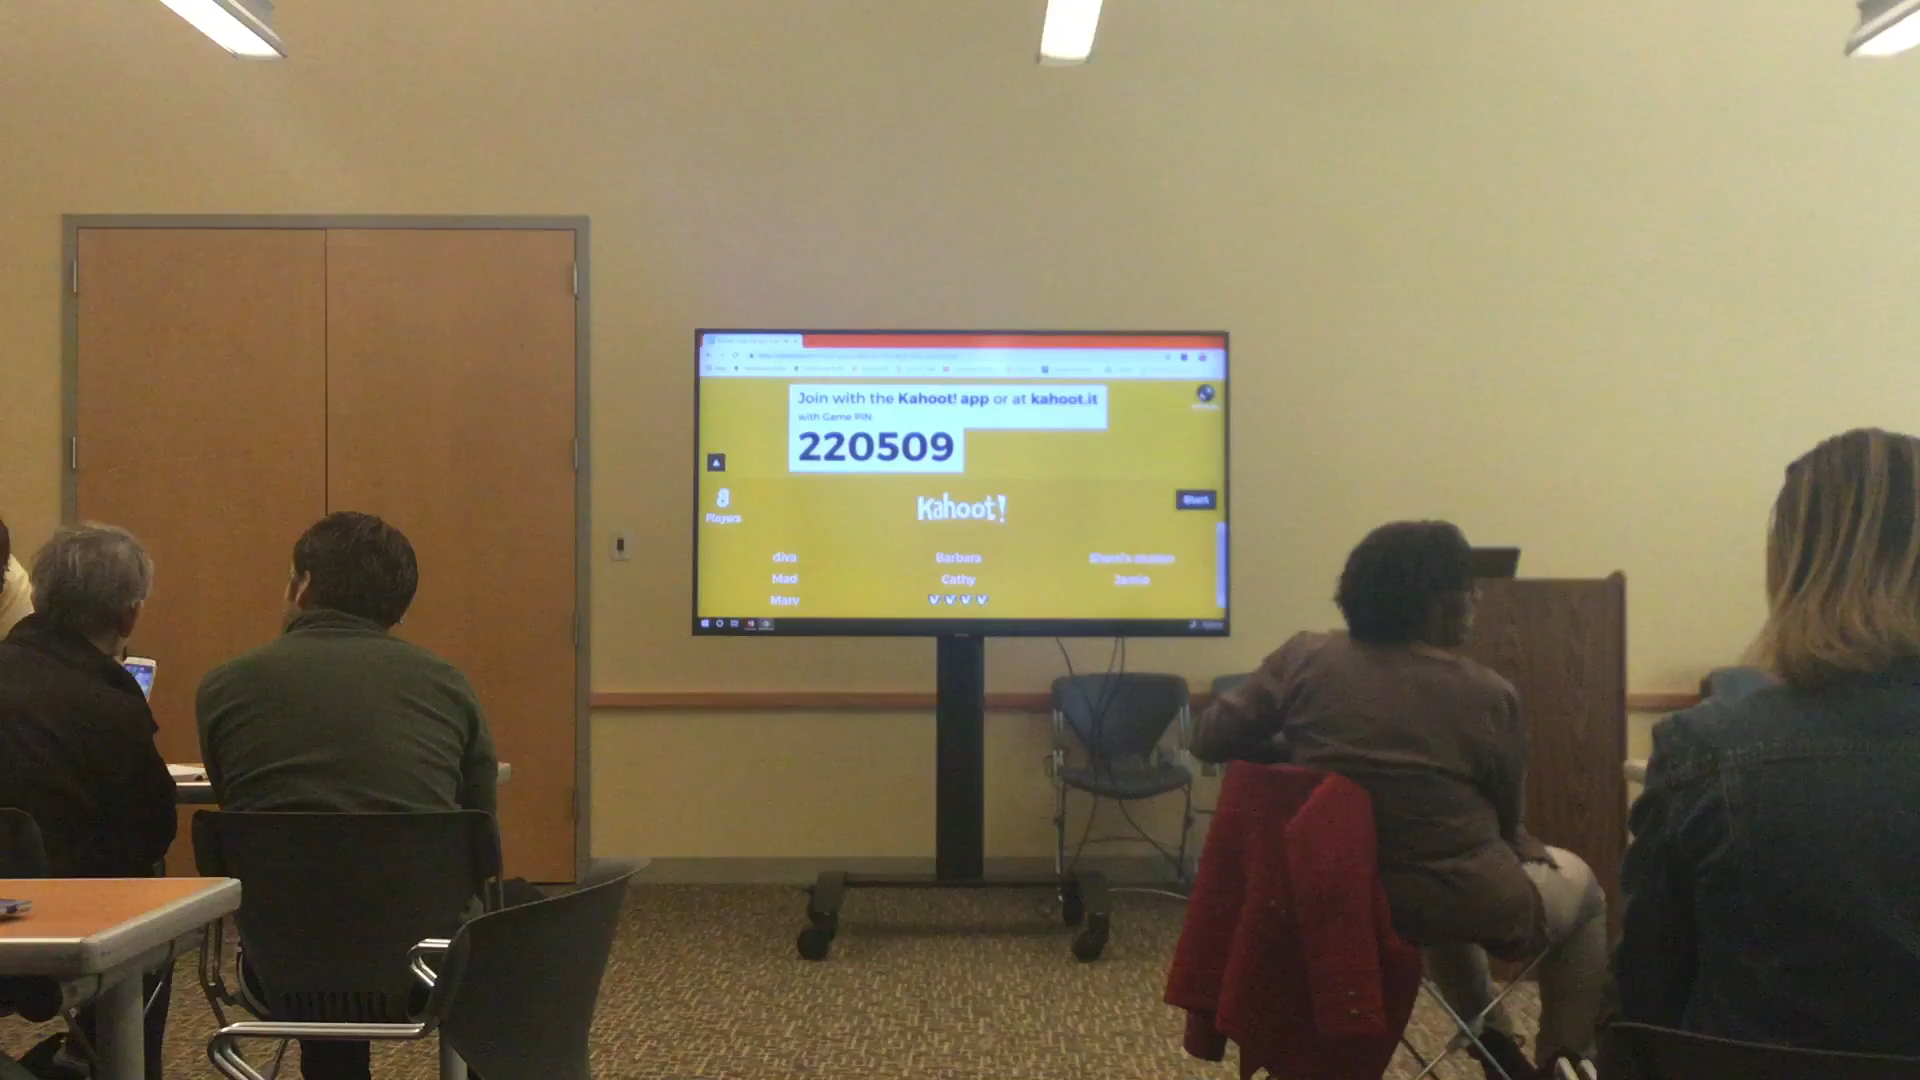 Join with the Kahoot! app or at kahoot.it
with Game PIN:
220509
8
Players
Kahoot!
Start
diva
Barbara
Mad
Cathy
Jamie
Mary